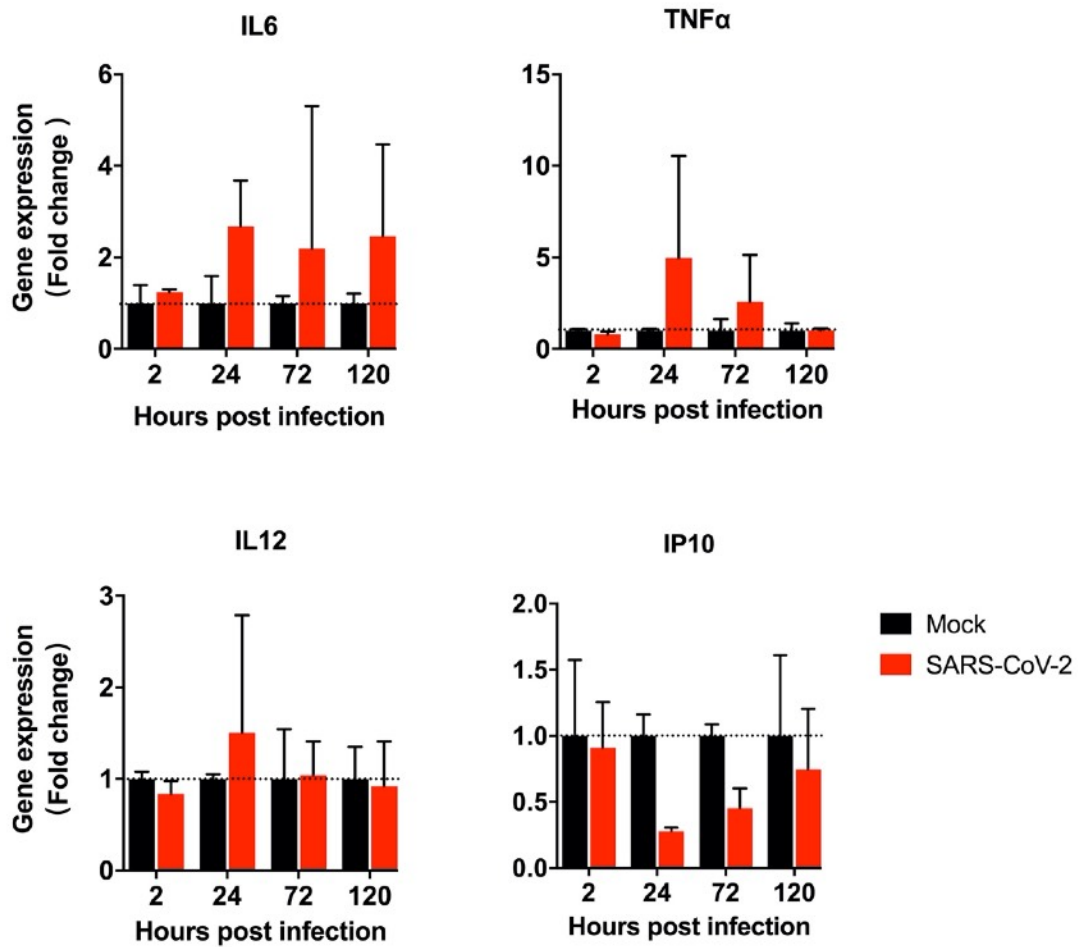 IL6
Gene expression
(Fold change )
6
4
2
0
2 24 72 120
Hours post infection
TNFα
15
10
5
0
2 24 72 120
Hours post infection
IL12
Gene expression
(Fold change)
3
2
1
0
2 24 72 120
Hours post infection
IP10
2.0
1.5
1.0
0.5
0.0
2 24 72 120
Hours post infection
Mock
SARS-CoV-2